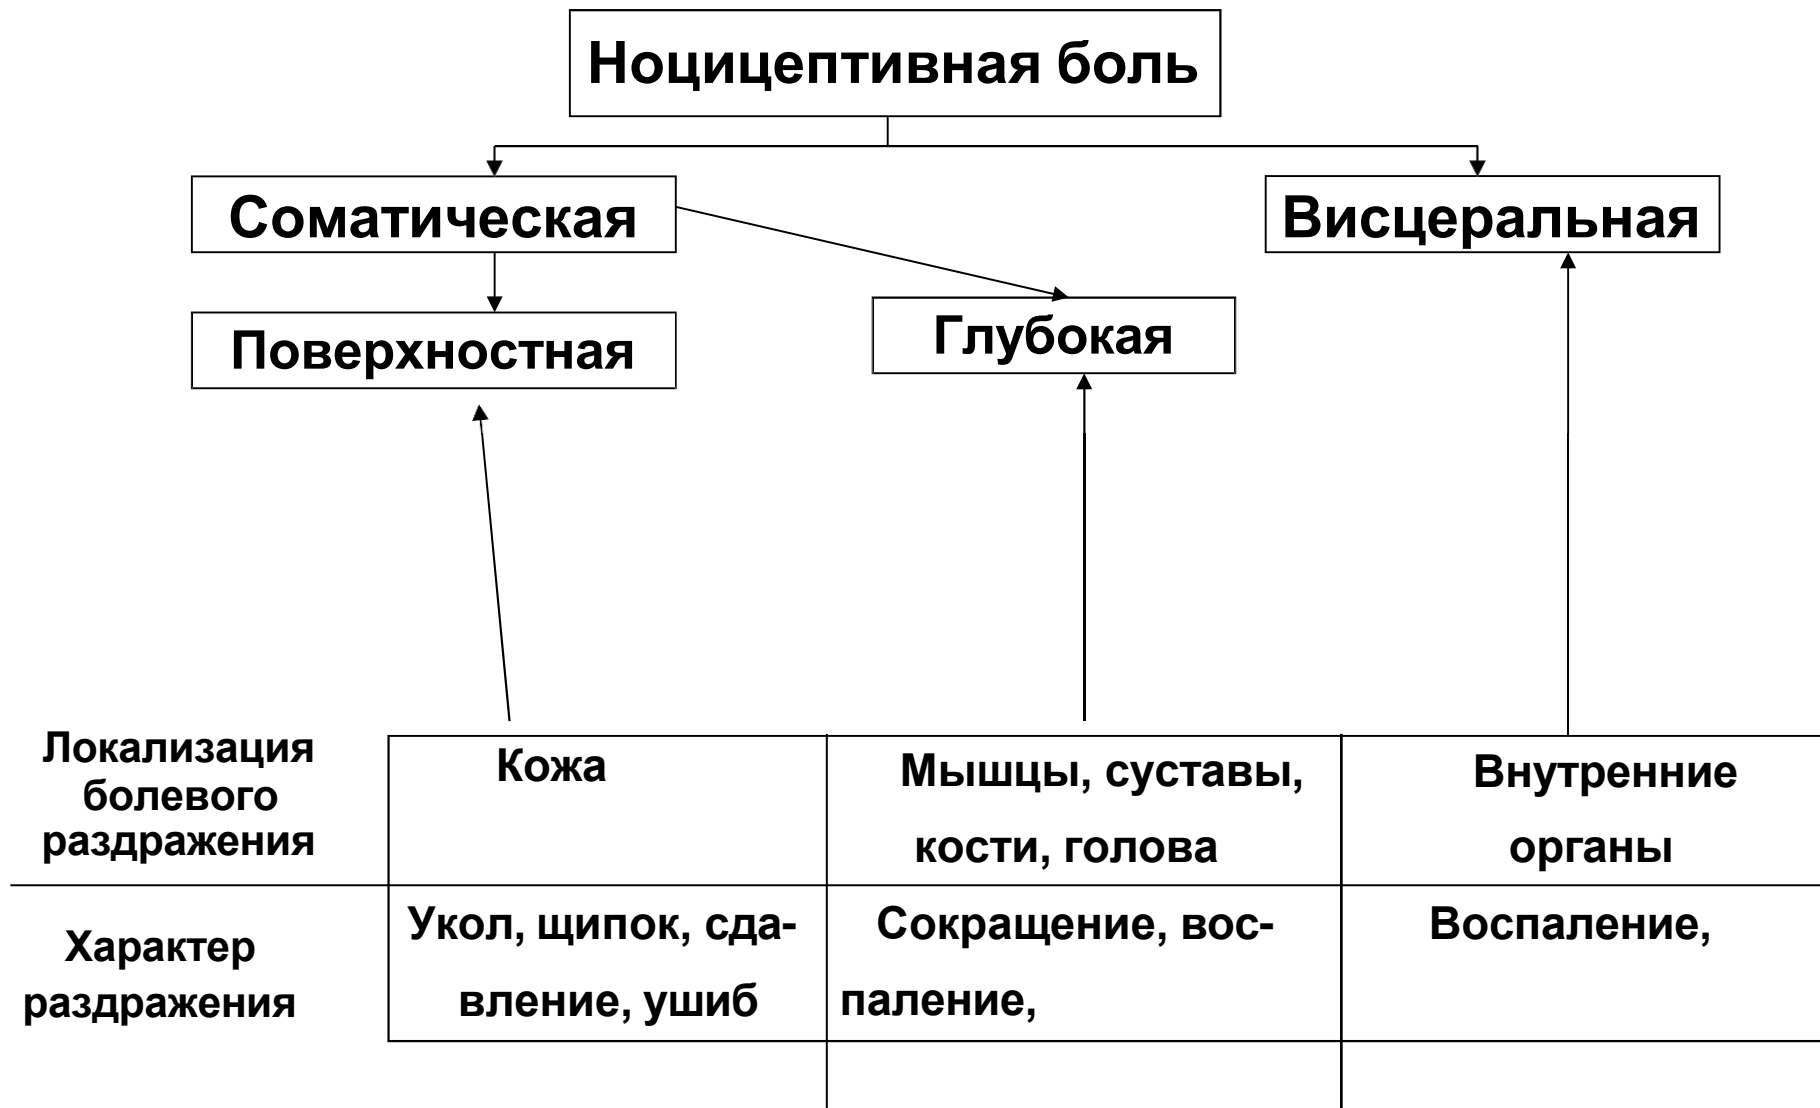 Ноцицептивная боль
Соматическая
Висцеральная
Поверхностная
Глубокая
Локализация
болевого
раздражения
Кожа
Мышцы, суставы,
кости, голова
Внутренние
органы
Характер
раздражения
Укол, щипок, сда-
вление, ушиб
Сокращение, вос-
паление,
Воспаление,